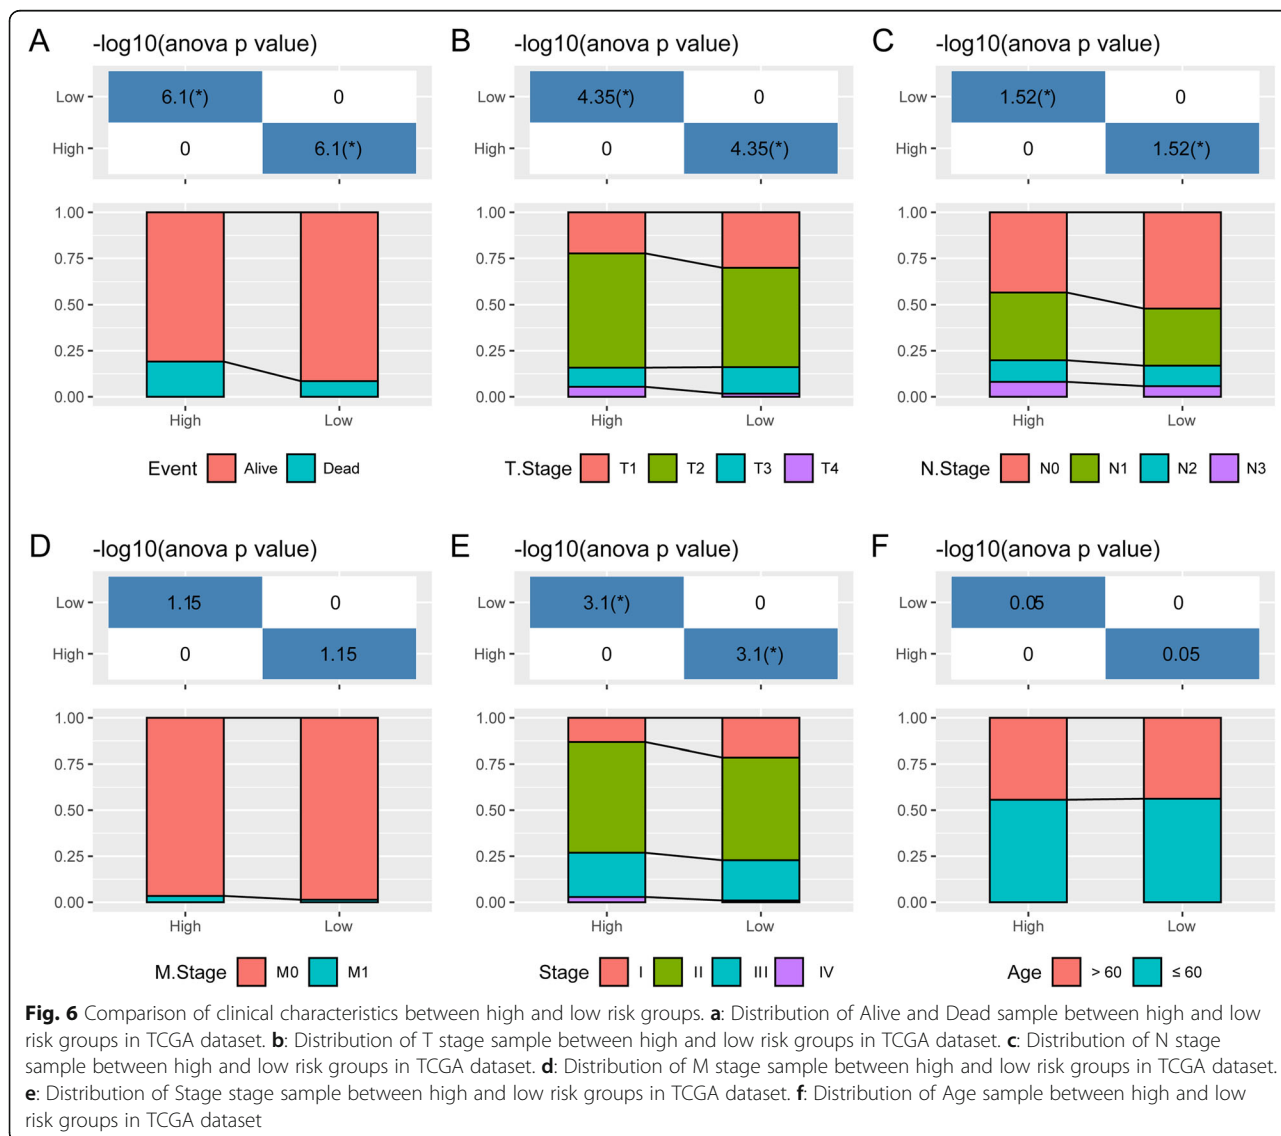 A -log10(anova p value)
Low 6.1(*) 0
High 0 6.1(*)
1.00
0.75
0.50
0.25
0.00
High Low
Event Alive Dead
B -log10(anova p value)
4.35(*) 0
0 4.35(*)
1.00
0.75
0.50
0.25
0.00
High Low
T.Stage T1 T2 T3 T4
C -log10(anova p value)
Low 1.52(*) 0
High 0 1.52(*)
1.00
0.75
0.50
0.25
0.00
High Low
N.Stage N0 N1 N2 N3
D -log10(anova p value)
Low 1.15 0
High 0 1.15
1.00
0.75
0.50
0.25
0.00
High Low
M.Stage M0 M1
E -log10(anova p value)
Low 3.1(*) 0
High 0 3.1(*)
1.00
0.75
0.50
0.25
0.00
High Low
Stage I II III IV
F -log10(anova p value)
Low 0.05 0
High 0 0.05
1.00
0.75
0.50
0.25
0.00
High Low
Age > 60 ≤ 60
Fig. 6 Comparison of clinical characteristics between high and low risk groups. a: Distribution of Alive and Dead sample between high and low
risk groups in TCGA dataset. b: Distribution of T stage sample between high and low risk groups in TCGA dataset. c: Distribution of N stage
sample between high and low risk groups in TCGA dataset. d: Distribution of M stage sample between high and low risk groups in TCGA dataset.
e: Distribution of Stage stage sample between high and low risk groups in TCGA dataset. f: Distribution of Age sample between high and low
risk groups in TCGA dataset